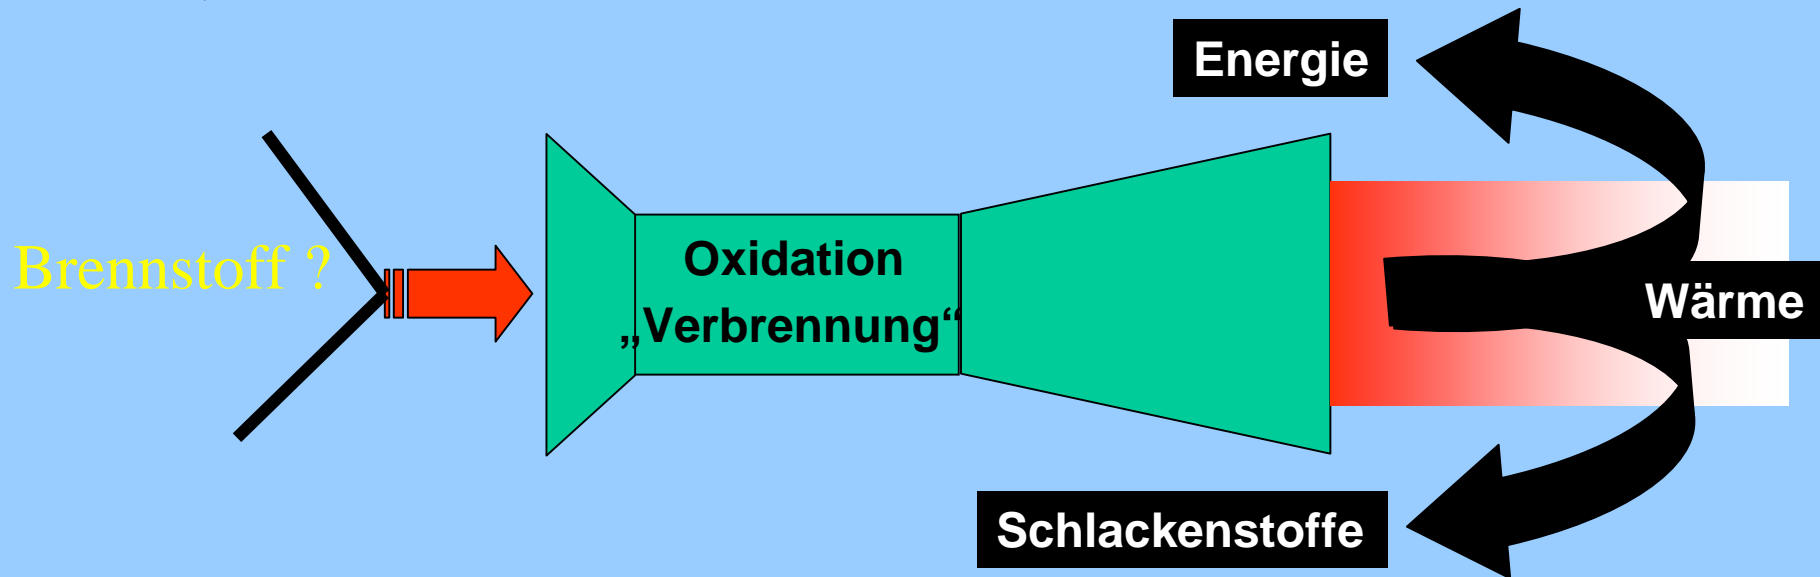 Energie
Brennstoff ?
Oxidation
„Verbrennung“
Wärme
Schlackenstoffe